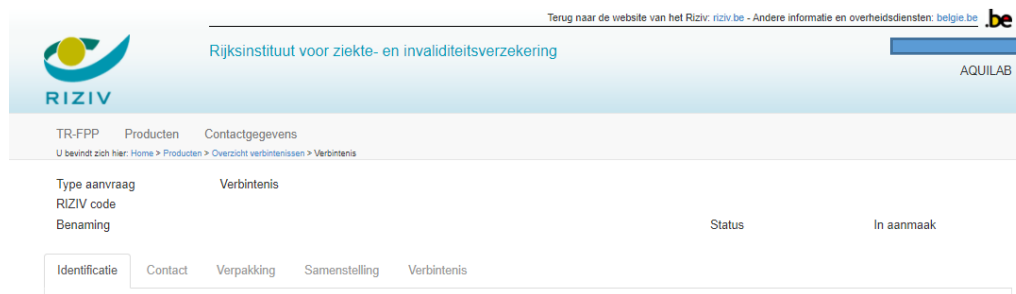 Terug naar de website van het Riziv: riziv.be - Andere informatie en overheidsdiensten: belgie.be .be
Rijksinstituut voor ziekte- en invaliditeitsverzekering
AQUILAB
RIZIV
TR-FPP Producten Contactgegevens
U bevindt zich hier: Home > Producten > Overzicht verbintenissen > Verbintenis
Type aanvraag Verbintenis
RIZIV code
Benaming Status In aanmaak
Identificatie Contact Verpakking Samenstelling Verbintenis